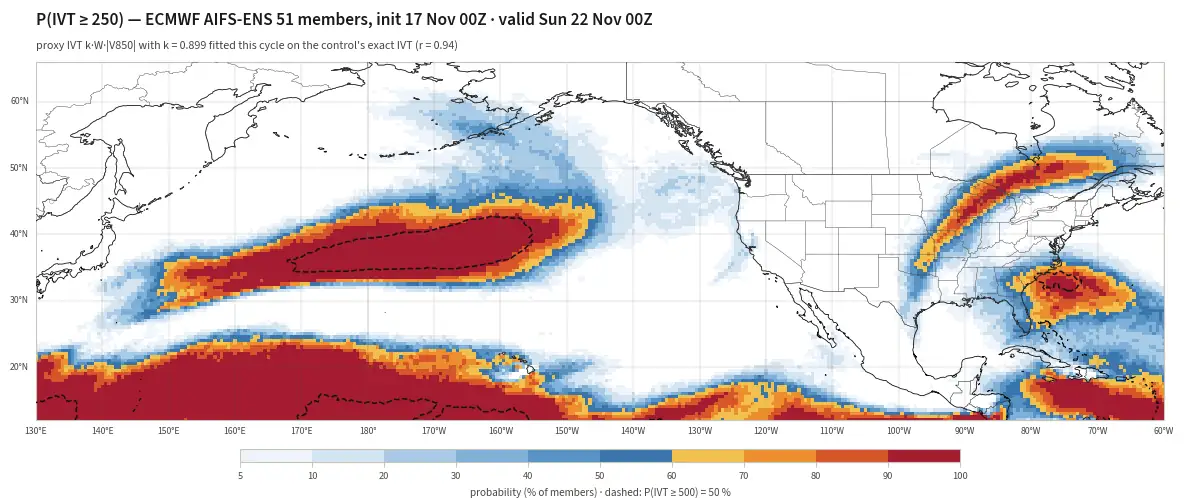 P(IVT ≥ 250) — ECMWF AIFS-ENS 51 members, init 17 Nov 00Z · valid Sun 22 Nov 00Z
proxy IVT k·W·|V850| with k = 0.899 fitted this cycle on the control's exact IVT (r = 0.94)
60°N
50°N
40°N
30°N
20°N
130°E 140°E 150°E 160°E 170°E 180° 170°W 160°W 150°W 140°W 130°W 120°W 110°W 100°W 90°W 80°W 70°W 60°W
5 10 20 30 40 50 60 70 80 90 100
probability (% of members) · dashed: P(IVT ≥ 500) = 50 %